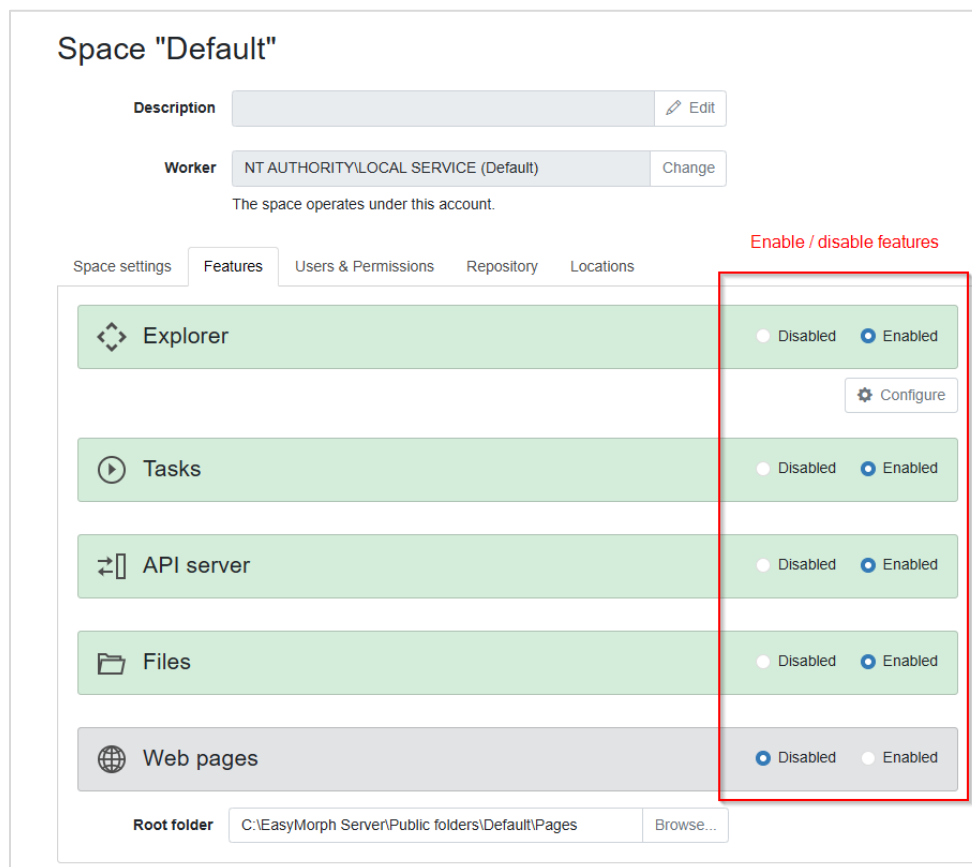 Space "Default"
Description
Edit
Worker
NT AUTHORITY\LOCAL SERVICE (Default)
Change
The space operates under this account.
Enable / disable features
Space settings
Features
Users & Permissions
Repository
Locations
Explorer
Disabled
Enabled
Configure
Tasks
Disabled
Enabled
API server
Disabled
Enabled
Files
Disabled
Enabled
Web pages
Disabled
Enabled
Root folder
C:\EasyMorph Server\Public folders\Default\Pages
Browse...